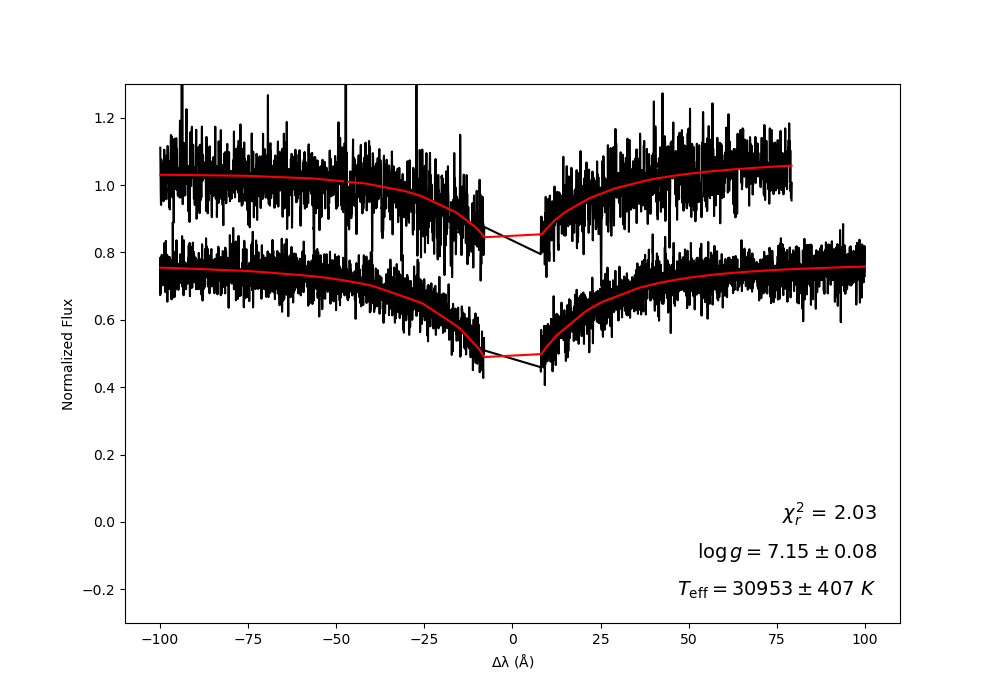 1.2
1.0
0.8
0.6
0.4
0.2
0.0
−0.2
Normalized Flux
χ²ᵣ = 2.03
log g = 7.15 ± 0.08
T_eff = 30953 ± 407 K
−100 −75 −50 −25 0 25 50 75 100
Δλ (Å)